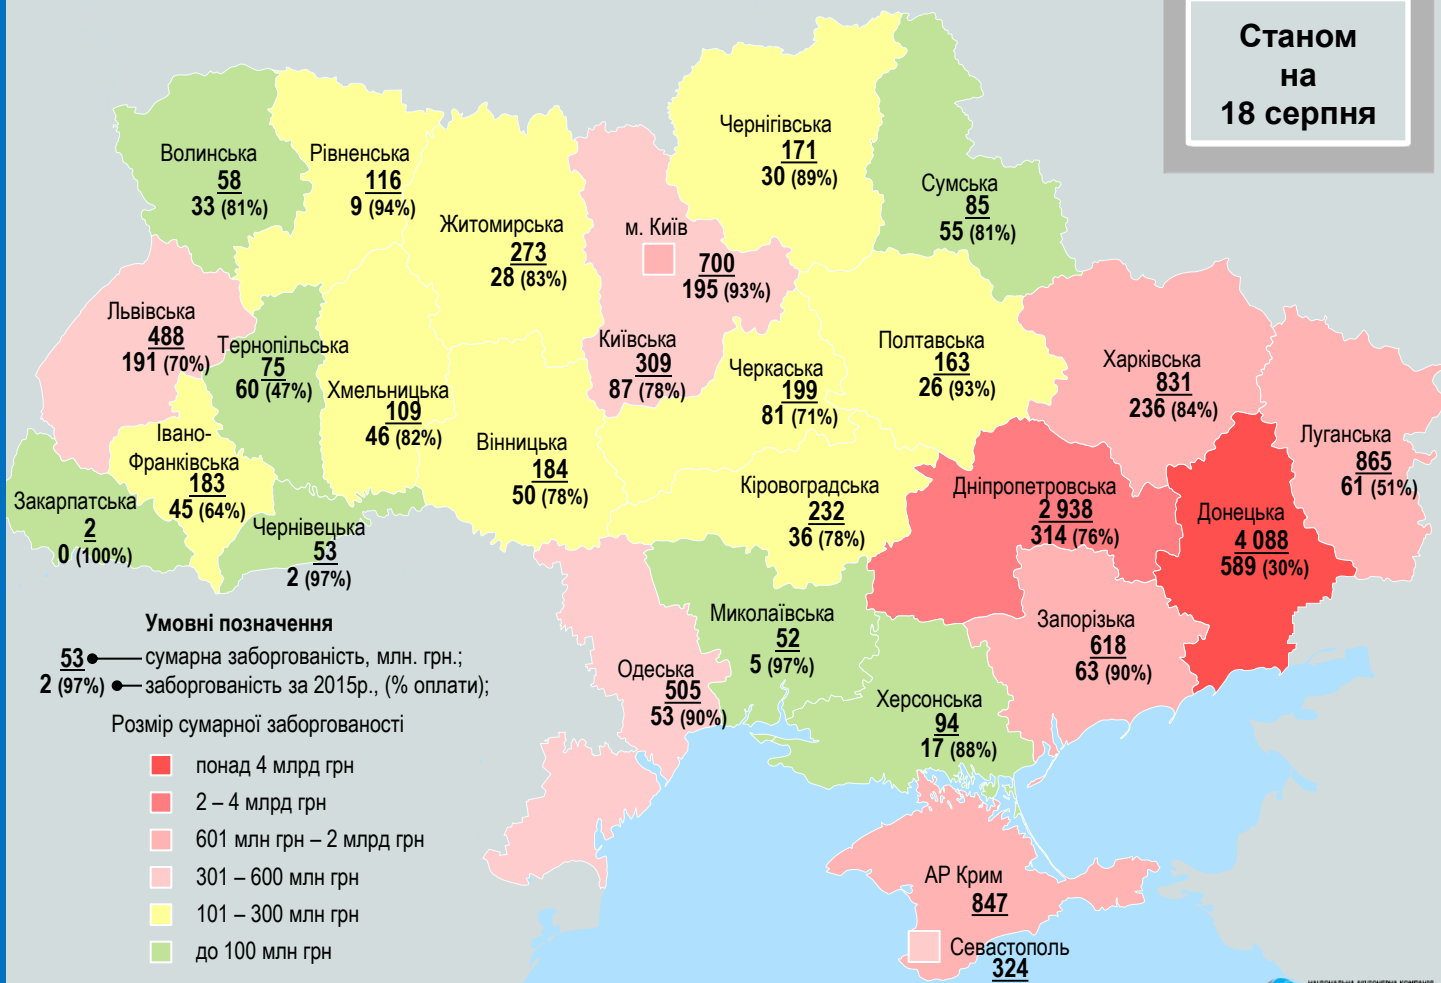 Станом
на
18 серпня
Волинська
58
33 (81%)
Рівненська
116
9 (94%)
Житомирська
273
28 (83%)
м. Київ
700
195 (93%)
Чернігівська
171
30 (89%)
Сумська
85
55 (81%)
Львівська
488
191 (70%)
Тернопільська
75
60 (47%)
Хмельницька
109
46 (82%)
Київська
309
87 (78%)
Черкаська
199
81 (71%)
Полтавська
163
26 (93%)
Харківська
831
236 (84%)
Луганська
865
61 (51%)
Івано-
Франківська
183
45 (64%)
Закарпатська
2
0 (100%)
Чернівецька
53
2 (97%)
Вінницька
184
50 (78%)
Кіровоградська
232
36 (78%)
Дніпропетровська
2 938
314 (76%)
Донецька
4 088
589 (30%)
Миколаївська
52
5 (97%)
Одеська
505
53 (90%)
Херсонська
94
17 (88%)
Запорізька
618
63 (90%)
АР Крим
847
Севастополь
324
Умовні позначення
53 сумарна заборгованість, млн. грн.;
2 (97%) заборгованість за 2015р., (% оплати);
Розмір сумарної заборгованості
понад 4 млрд грн
2 – 4 млрд грн
601 млн грн – 2 млрд грн
301 – 600 млн грн
101 – 300 млн грн
до 100 млн грн